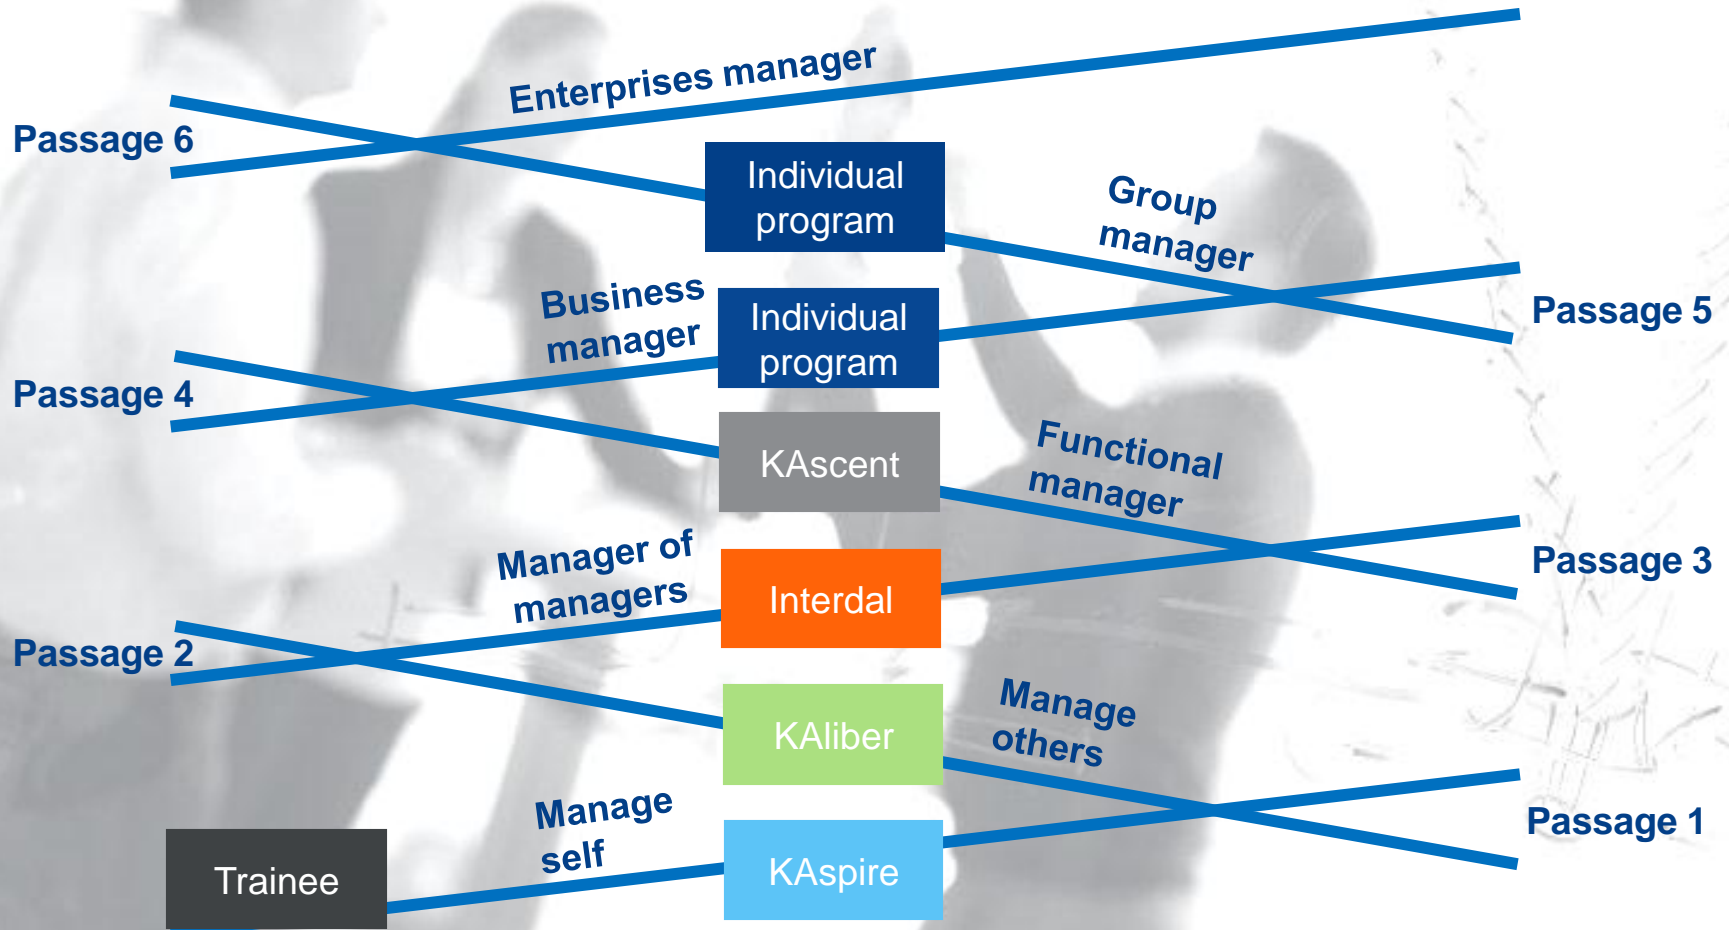 Enterprises manager
Passage 6
Individual
program
Group
manager
Business
manager
Individual
program
Passage 5
Passage 4
KAscent
Functional
manager
Manager of
managers
Interdal
Passage 3
Passage 2
KAliber
Manage
others
Manage
self
Passage 1
Trainee
KAspire